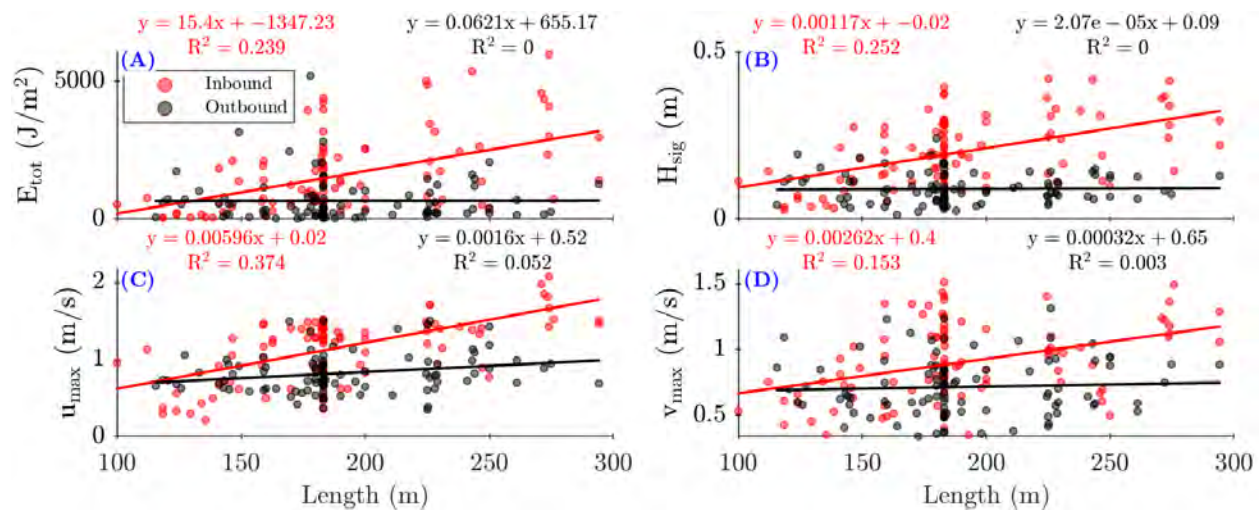 y = 15.4x + −1347.23
R² = 0.239
y = 0.0621x + 655.17
R² = 0
y = 0.00117x + −0.02
R² = 0.252
y = 2.07e − 05x + 0.09
R² = 0
(A)
Inbound
Outbound
5000
0
E_tot (J/m²)
(B)
0.5
0
H_sig (m)
y = 0.00596x + 0.02
R² = 0.374
y = 0.0016x + 0.52
R² = 0.052
y = 0.00262x + 0.4
R² = 0.153
y = 0.00032x + 0.65
R² = 0.003
(C)
2
1
0
u_max (m/s)
100 150 200 250 300
Length (m)
(D)
1.5
1
0.5
v_max (m/s)
100 150 200 250 300
Length (m)